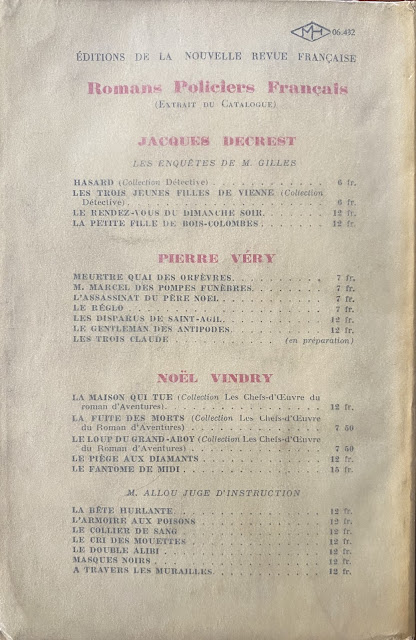 MH 06.432
ÉDITIONS DE LA NOUVELLE REVUE FRANÇAISE
Romans Policiers Français
(EXTRAIT DU CATALOGUE)
JACQUES DECREST
LES ENQUÊTES DE M. GILLES
HASARD (Collection Détective) . . . . . . . . . . . 6 fr.
LES TROIS JEUNES FILLES DE VIENNE (Collection
Détective) . . . . . . . . . . . . . . . . . . . . 6 fr.
LE RENDEZ-VOUS DU DIMANCHE SOIR . . . . . . 12 fr.
LA PETITE FILLE DE BOIS-COLOMBES . . . . . . 12 fr.
PIERRE VÉRY
MEURTRE QUAI DES ORFÈVRES . . . . . . . . . 7 fr.
M. MARCEL DES POMPES FUNÈBRES . . . . . . . 7 fr.
L'ASSASSINAT DU PÈRE NOEL . . . . . . . . . . 7 fr.
LE RÉGLO . . . . . . . . . . . . . . . . . . . . 7 fr.
LES DISPARUS DE SAINT-AGIL . . . . . . . . . . 12 fr.
LE GENTLEMAN DES ANTIPODES . . . . . . . . . 12 fr.
LES TROIS CLAUDE . . . . . . . . . . (en préparation)
NOËL VINDRY
LA MAISON QUI TUE (Collection Les Chefs-d'Œuvre du
roman d'Aventures) . . . . . . . . . . . . . . . . 12 fr.
LA FUITE DES MORTS (Collection Les Chefs-d'Œuvre
du Roman d'Aventures) . . . . . . . . . . . . . . 7 50
LE LOUP DU GRAND-ABOY (Collection Les Chefs-d'Œuvre
du Roman d'Aventures) . . . . . . . . . . . . . . 7 50
LE PIÈGE AUX DIAMANTS . . . . . . . . . . . . 12 fr.
LE FANTOME DE MIDI . . . . . . . . . . . . . . 15 fr.
M. ALLOU JUGE D'INSTRUCTION
LA BÊTE HURLANTE . . . . . . . . . . . . . . . 12 fr.
L'ARMOIRE AUX POISONS . . . . . . . . . . . . 12 fr.
LE COLLIER DE SANG . . . . . . . . . . . . . . 12 fr.
LE CRI DES MOUETTES . . . . . . . . . . . . . 12 fr.
LE DOUBLE ALIBI . . . . . . . . . . . . . . . . 12 fr.
MASQUES NOIRS . . . . . . . . . . . . . . . . . 12 fr.
A TRAVERS LES MURAILLES . . . . . . . . . . . 12 fr.